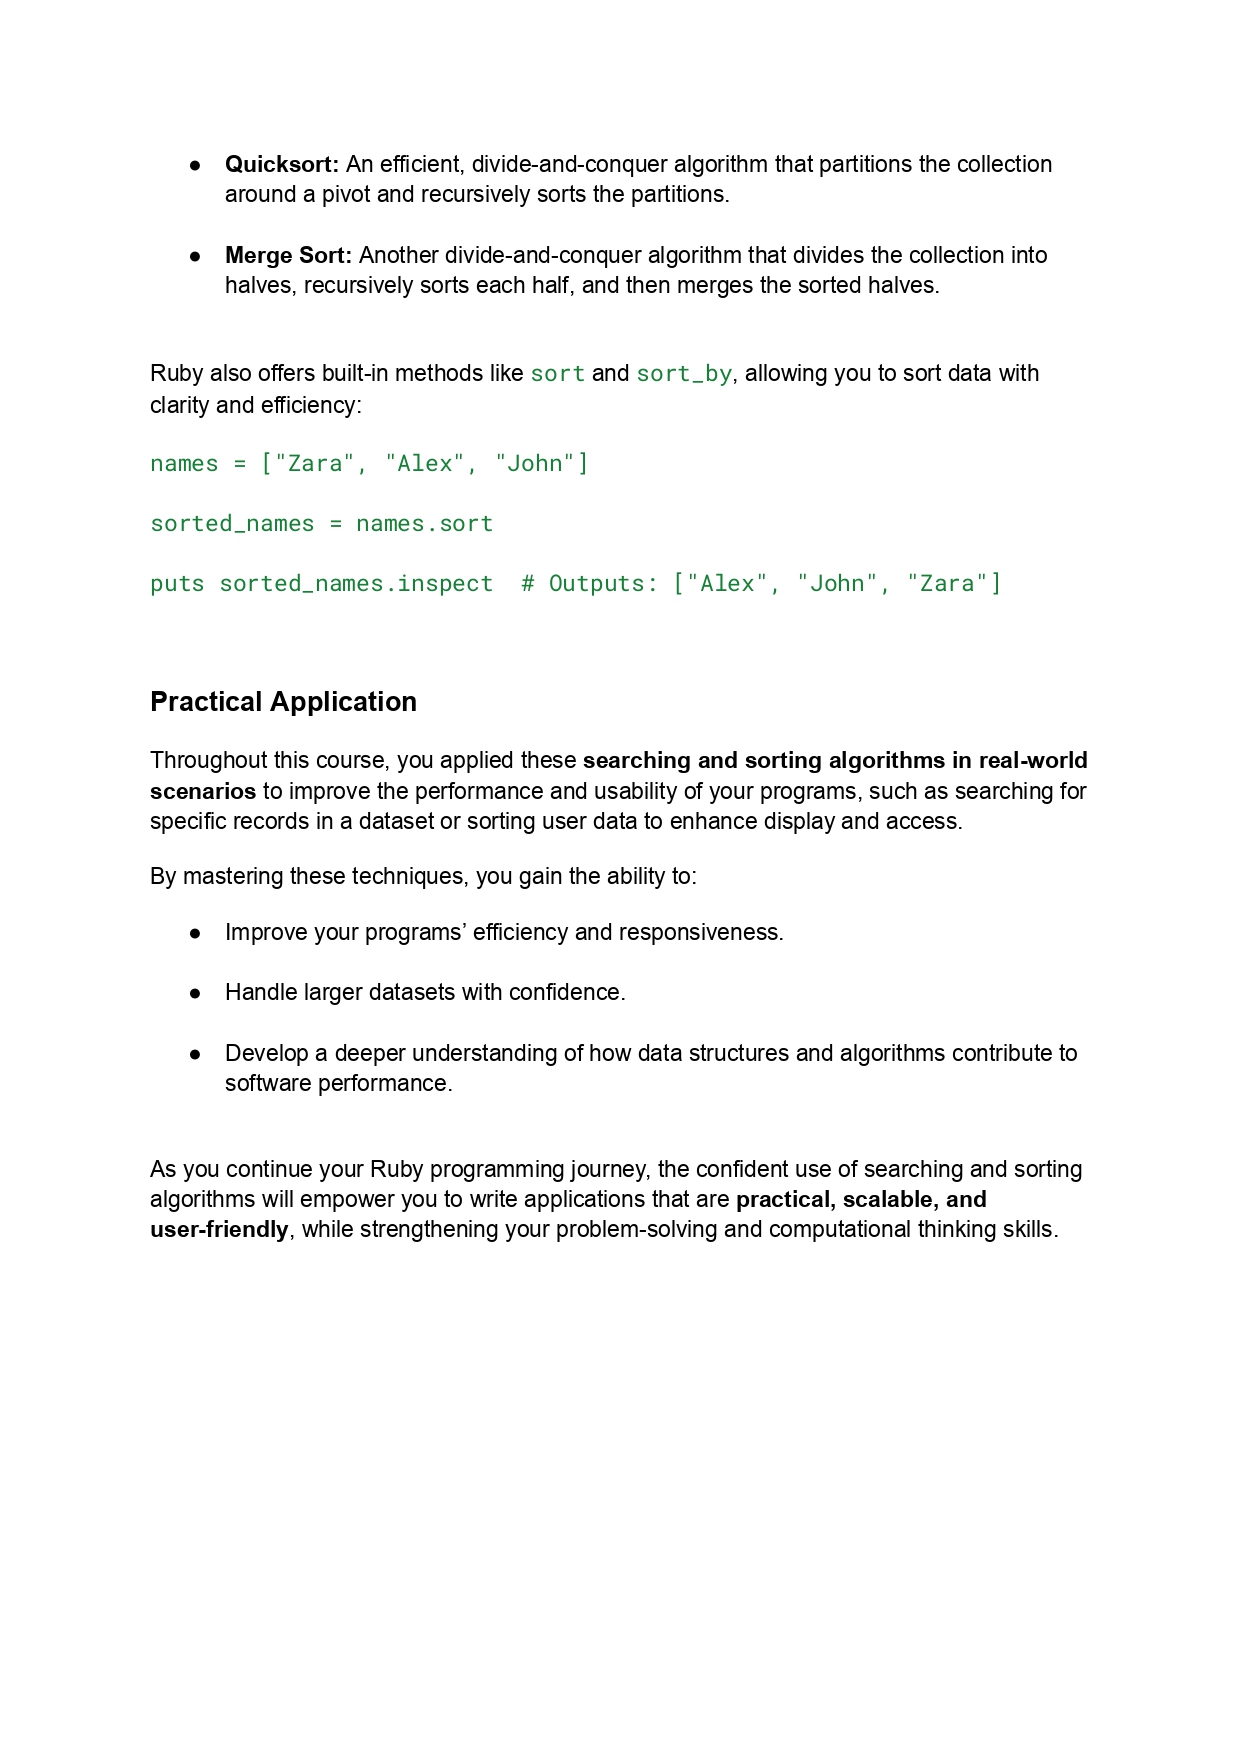 ● Quicksort: An efficient, divide-and-conquer algorithm that partitions the collection
around a pivot and recursively sorts the partitions.
● Merge Sort: Another divide-and-conquer algorithm that divides the collection into
halves, recursively sorts each half, and then merges the sorted halves.
Ruby also offers built-in methods like sort and sort_by, allowing you to sort data with
clarity and efficiency:
names = ["Zara", "Alex", "John"]
sorted_names = names.sort
puts sorted_names.inspect  # Outputs: ["Alex", "John", "Zara"]
Practical Application
Throughout this course, you applied these searching and sorting algorithms in real-world
scenarios to improve the performance and usability of your programs, such as searching for
specific records in a dataset or sorting user data to enhance display and access.
By mastering these techniques, you gain the ability to:
● Improve your programs’ efficiency and responsiveness.
● Handle larger datasets with confidence.
● Develop a deeper understanding of how data structures and algorithms contribute to
software performance.
As you continue your Ruby programming journey, the confident use of searching and sorting
algorithms will empower you to write applications that are practical, scalable, and
user-friendly, while strengthening your problem-solving and computational thinking skills.